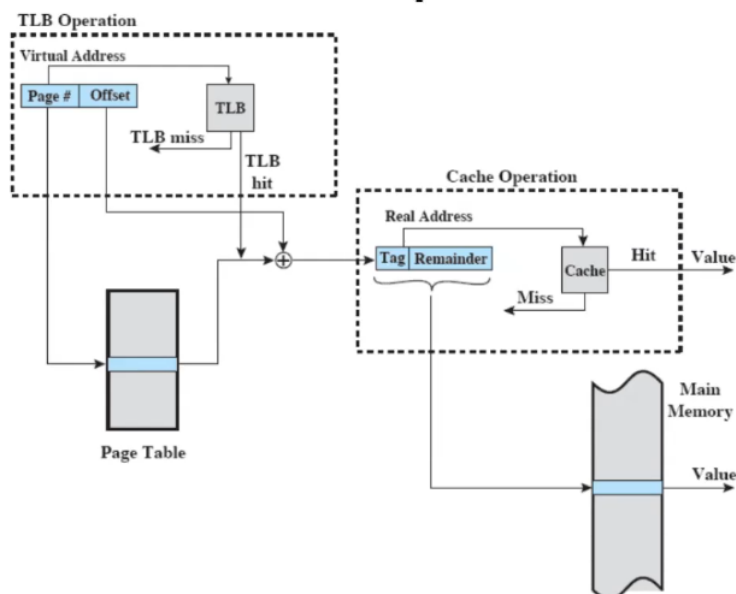 TLB Operation
Virtual Address
Page # Offset
TLB
TLB miss
TLB
hit
Cache Operation
Real Address
Tag Remainder
Cache
Hit
Value
Miss
Page Table
Main
Memory
Value